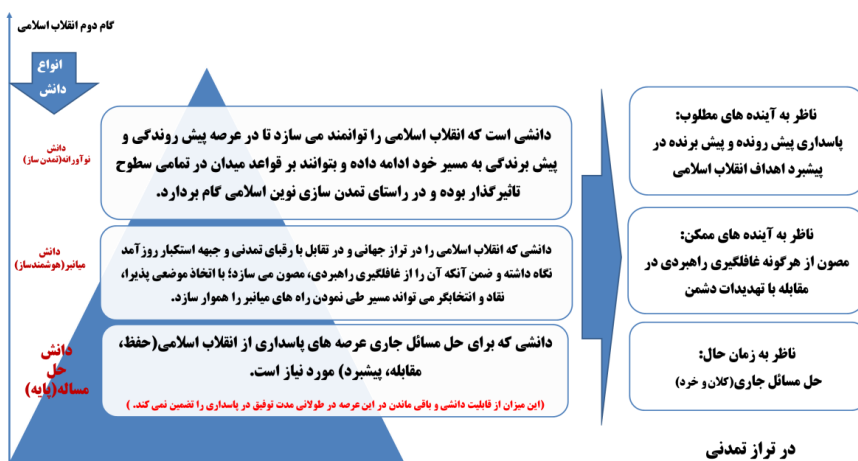 گام دوم انقلاب اسلامی
انواع
دانش
دانش
نوآورانه(تمدن ساز)
دانشی است که انقلاب اسلامی را توانمند می سازد تا در عرصه پیش روندگی و
پیش برندگی به مسیر خود ادامه داده و بتوانند بر قواعد میدان در تمامی سطوح
تاثیرگذار بوده و در راستای تمدن سازی نوین اسلامی گام بردارد.
ناظر به آینده های مطلوب:
پاسداری پیش رونده و پیش برنده در
پیشبرد اهداف انقلاب اسلامی
دانش
میانبر(هوشمندساز)
دانشی که انقلاب اسلامی را در تراز جهانی و در تقابل با رقبای تمدنی و جبهه استکبار روزآمد
نگاه داشته و ضمن آنکه آن را از غافلگیری راهبردی، مصون می سازد؛ با اتخاذ موضعی پذیرا،
نقاد و انتخابگر می تواند مسیر طی نمودن راه های میانبر را هموار سازد.
ناظر به آینده های ممکن:
مصون از هرگونه غافلگیری راهبردی در
مقابله با تهدیدات دشمن
دانش
حل
مساله(پایه)
دانشی که برای حل مسائل جاری عرصه های پاسداری از انقلاب اسلامی(حفظ،
مقابله، پیشبرد) مورد نیاز است.
(این میزان از قابلیت دانشی و باقی ماندن در این عرصه در طولانی مدت توفیق در پاسداری را تضمین نمی کند. )
ناظر به زمان حال:
حل مسائل جاری(کلان و خرد)
در تراز تمدنی